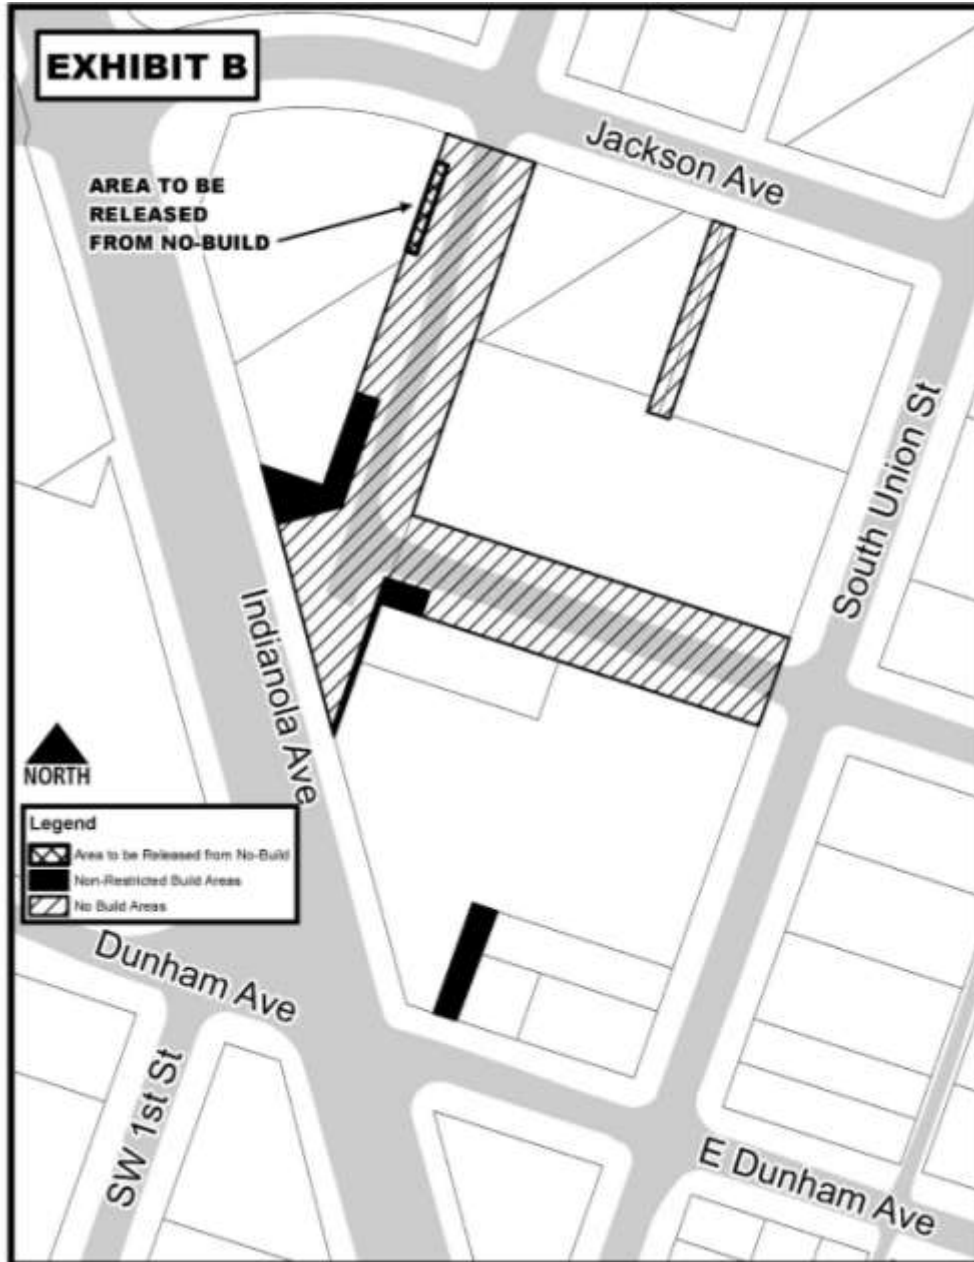 EXHIBIT B
Jackson Ave
AREA TO BE
RELEASED
FROM NO-BUILD
South Union St
Indianola Ave
NORTH
Legend
Area to be Released from No-Build
Non-Restricted Build Areas
No Build Areas
Dunham Ave
SW 1st St
E Dunham Ave